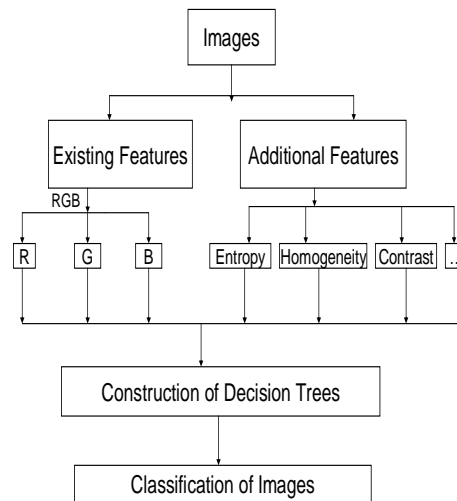 Images
Existing Features
Additional Features
RGB
R
G
B
Entropy
Homogeneity
Contrast
...
Construction of Decision Trees
Classification of Images